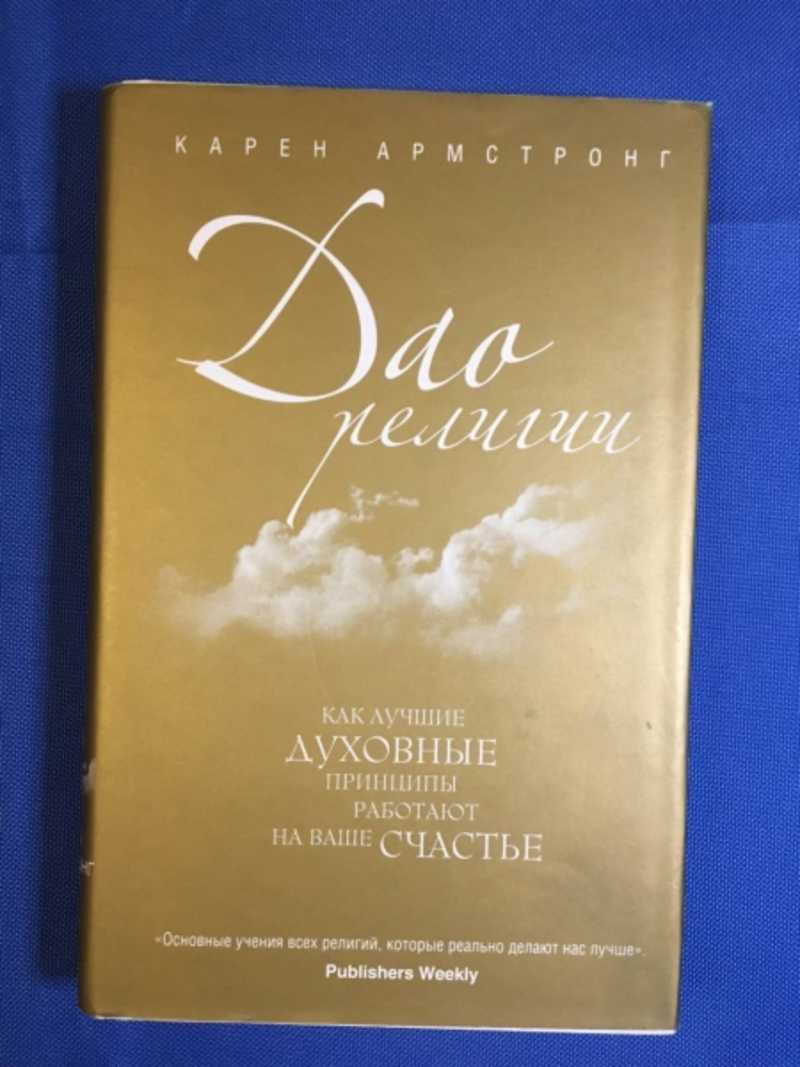 КАРЕН АРМСТРОНГ
Дао
религии
КАК ЛУЧШИЕ
ДУХОВНЫЕ
ПРИНЦИПЫ
РАБОТАЮТ
НА ВАШЕ СЧАСТЬЕ
«Основные учения всех религий, которые реально делают нас лучше».
Publishers Weekly